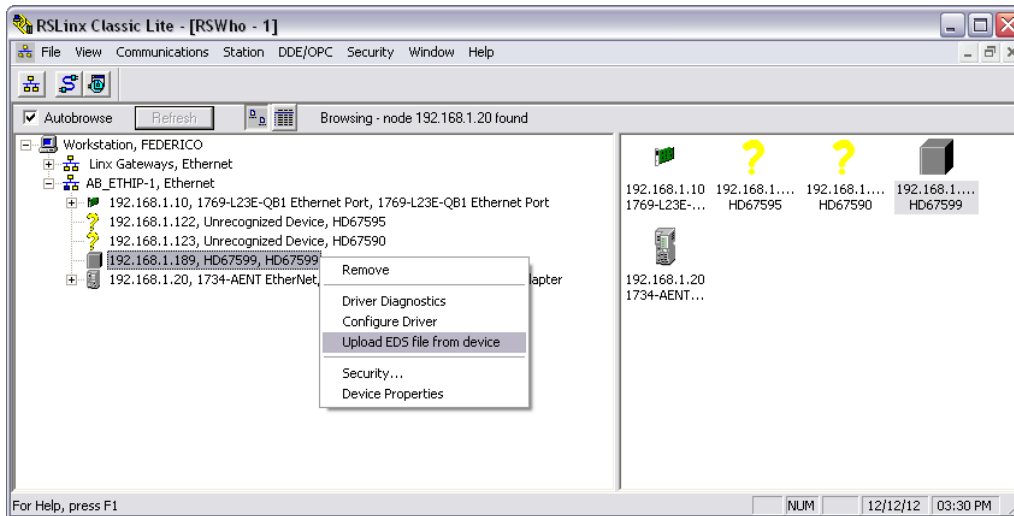 RSLinx Classic Lite - [RSWho - 1]
File View Communications Station DDE/OPC Security Window Help
Autobrowse Refresh Browsing - node 192.168.1.20 found
Workstation, FEDERICO
Linx Gateways, Ethernet
AB_ETHIP-1, Ethernet
192.168.1.10, 1769-L23E-QB1 Ethernet Port, 1769-L23E-QB1 Ethernet Port
192.168.1.122, Unrecognized Device, HD67595
192.168.1.123, Unrecognized Device, HD67590
192.168.1.189, HD67599, HD67599
192.168.1.20, 1734-AENT EtherNet, lapter
Remove
Driver Diagnostics
Configure Driver
Upload EDS file from device
Security...
Device Properties
192.168.1.10 192.168.1.... 192.168.1.... 192.168.1....
1769-L23E-... HD67595 HD67590 HD67599
192.168.1.20
1734-AENT...
For Help, press F1 NUM 12/12/12 03:30 PM